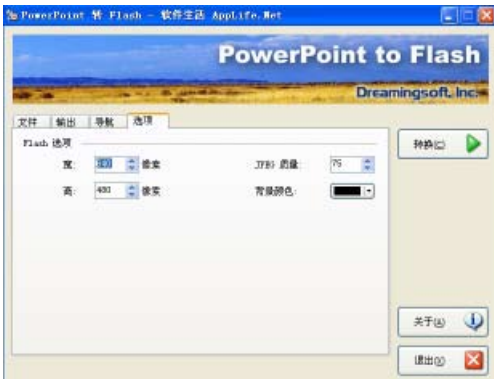 PowerPoint 转 Flash - 软件生活 AppLife.Net
PowerPoint to Flash
Dreamingsoft, Inc.
文件 输出 导航 选项
Flash 选项
宽: 像素 JPEG 质量: 75
高: 480 像素 背景颜色:
转换(C)
关于(A)
退出(X)